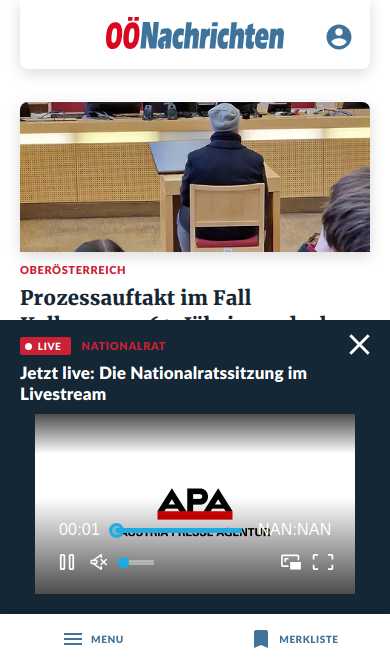 OÖNachrichten
OBERÖSTERREICH
Prozessauftakt im Fall
LIVE NATIONALRAT
Jetzt live: Die Nationalratssitzung im
Livestream
APA
AUSTRIA PRESSE AGENTUR
00:01 NAN:NAN
MENU MERKLISTE